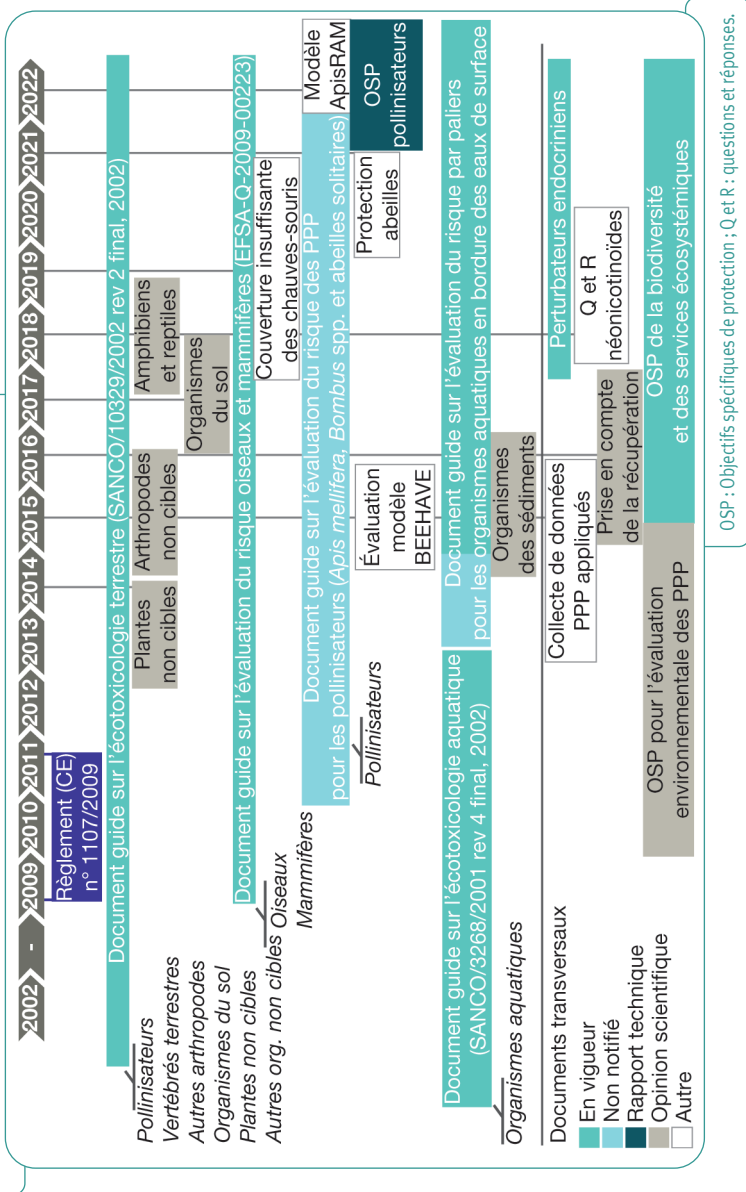 2002 - 2009 2010 2011 2012 2013 2014 2015 2016 2017 2018 2019 2020 2021 2022
Règlement (CE)
n° 1107/2009
Document guide sur l'écotoxicologie terrestre (SANCO/10329/2002 rev 2 final, 2002)
Pollinisateurs
Vertébrés terrestres
Autres arthropodes
Organismes du sol
Plantes non cibles
Autres org. non cibles
Plantes
non cibles
Arthropodes
non cibles
Amphibiens
et reptiles
Organismes
du sol
Document guide sur l'évaluation du risque oiseaux et mammifères (EFSA-Q-2009-00223)
Oiseaux
Mammifères
Couverture insuffisante
des chauves-souris
Document guide sur l'évaluation du risque des PPP
pour les pollinisateurs (Apis mellifera, Bombus spp. et abeilles solitaires)
Modèle
ApisRAM
Pollinisateurs
Évaluation
modèle
BEEHAVE
Protection
abeilles
OSP
pollinisateurs
Document guide sur l'écotoxicologie aquatique
(SANCO/3268/2001 rev 4 final, 2002)
Document guide sur l'évaluation du risque par paliers
pour les organismes aquatiques en bordure des eaux de surface
Organismes aquatiques
Organismes
des sédiments
Documents transversaux
Collecte de données
PPP appliqués
Perturbateurs endocriniens
Q et R
néonicotinoïdes
Prise en compte
de la récupération
OSP pour l'évaluation
environnementale des PPP
OSP de la biodiversité
et des services écosystémiques
En vigueur
Non notifié
Rapport technique
Opinion scientifique
Autre
OSP : Objectifs spécifiques de protection ; Q et R : questions et réponses.